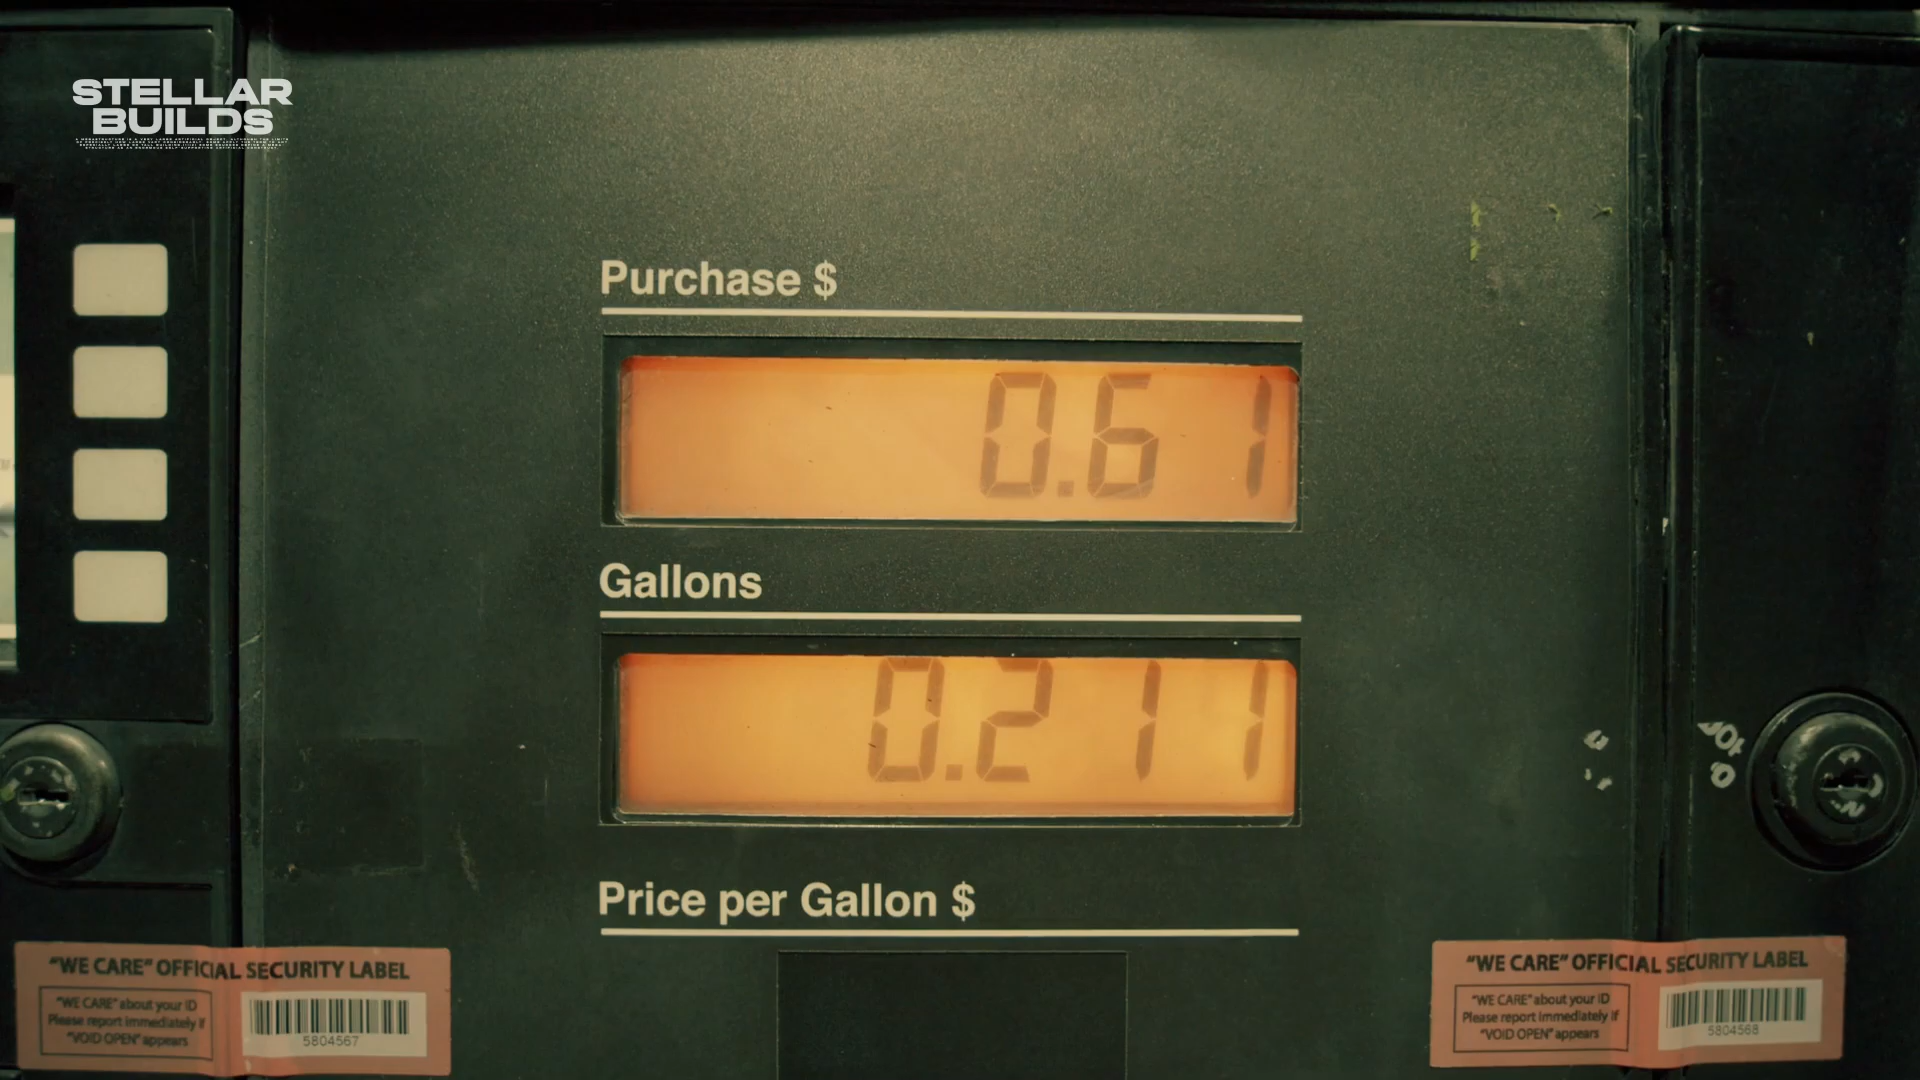 STELLAR
BUILDS
Purchase $
0.61
Gallons
0.211
Price per Gallon $
"WE CARE" OFFICIAL SECURITY LABEL
"WE CARE" about your ID
Please report immediately if
"VOID OPEN" appears
5804567
"WE CARE" OFFICIAL SECURITY LABEL
"WE CARE" about your ID
Please report immediately if
"VOID OPEN" appears
5804568